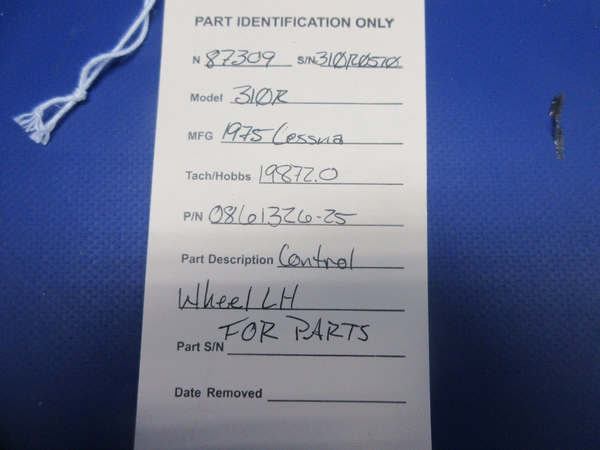 PART IDENTIFICATION ONLY
N 87309 S/N 310R0510
Model 310R
MFG 1975 Cessna
Tach/Hobbs 19872.0
P/N 0861326-25
Part Description Control
Wheel LH
FOR PARTS
Part S/N
Date Removed